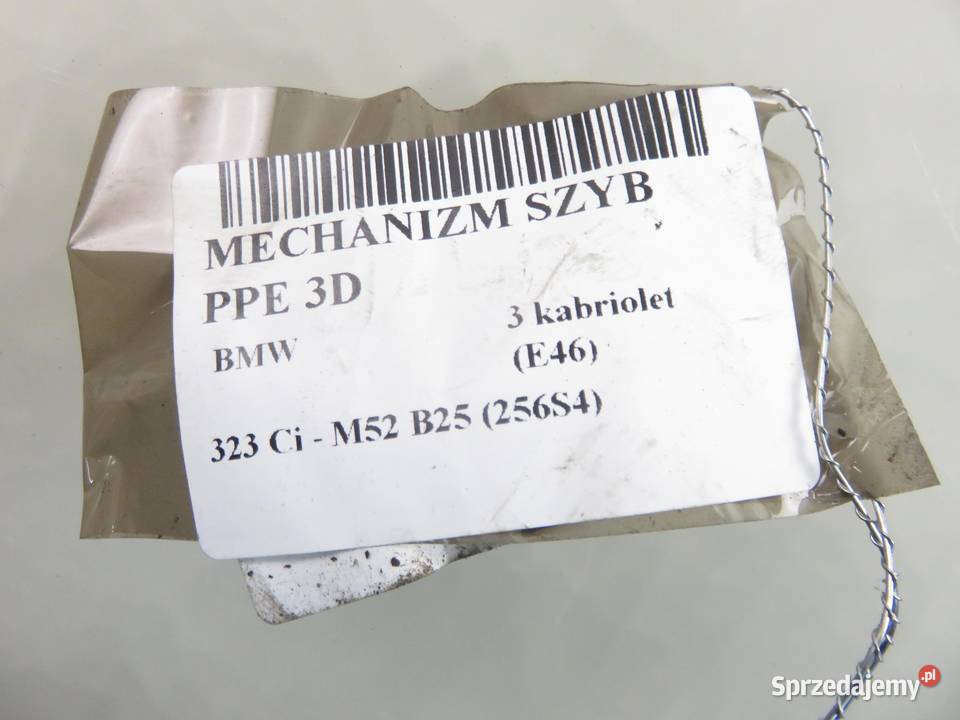 MECHANIZM SZYB
PPE 3D
BMW
3 kabriolet
(E46)
323 Ci - M52 B25 (256S4)
Sprzedajemy.pl